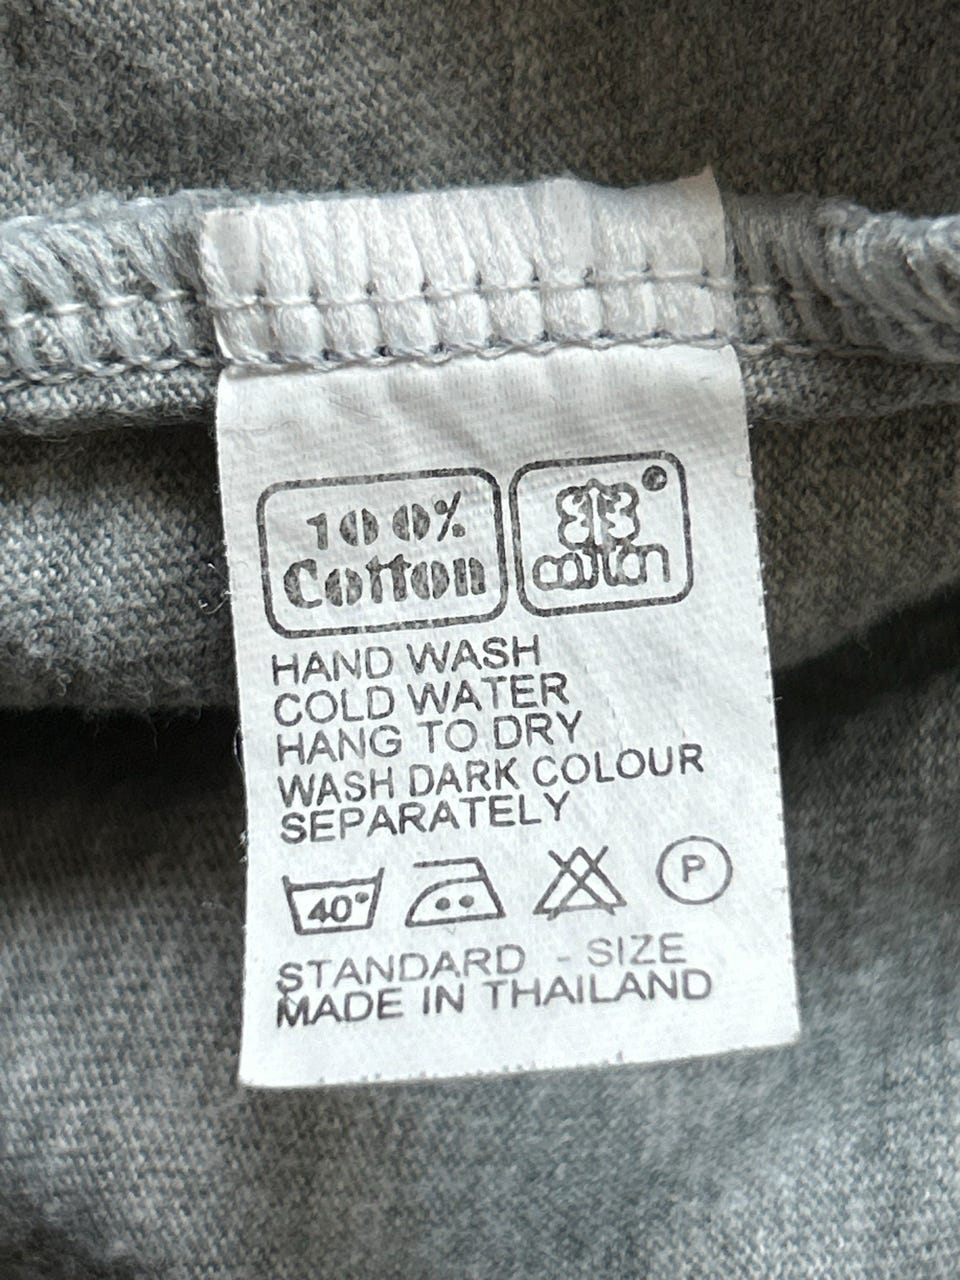 100%
Cotton
cotton
HAND WASH
COLD WATER
HANG TO DRY
WASH DARK COLOUR
SEPARATELY
40°
P
STANDARD - SIZE
MADE IN THAILAND